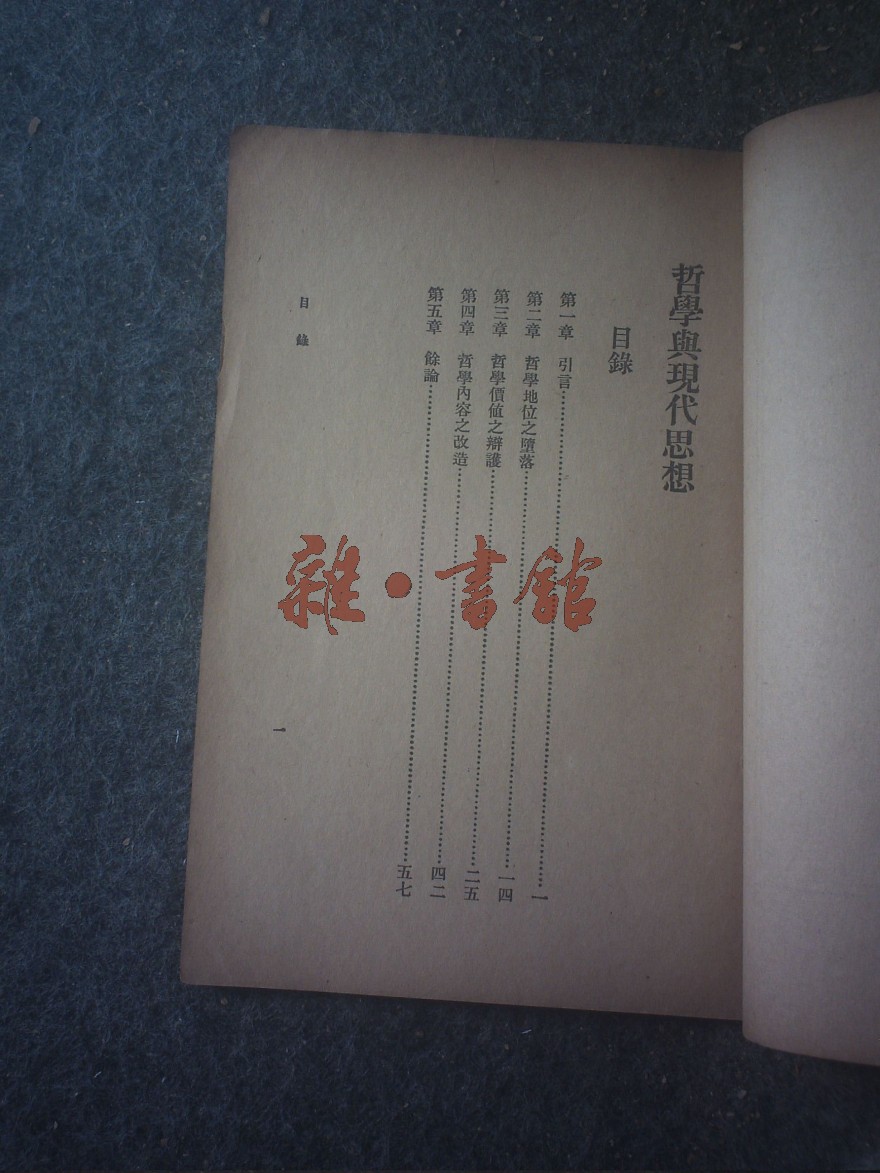 哲學與現代思想
目錄
第一章 引言……一
第二章 哲學地位之墮落……一四
第三章 哲學價值之辯護……二五
第四章 哲學內容之改造……四二
第五章 餘論……五七
目錄
一
雜·書館